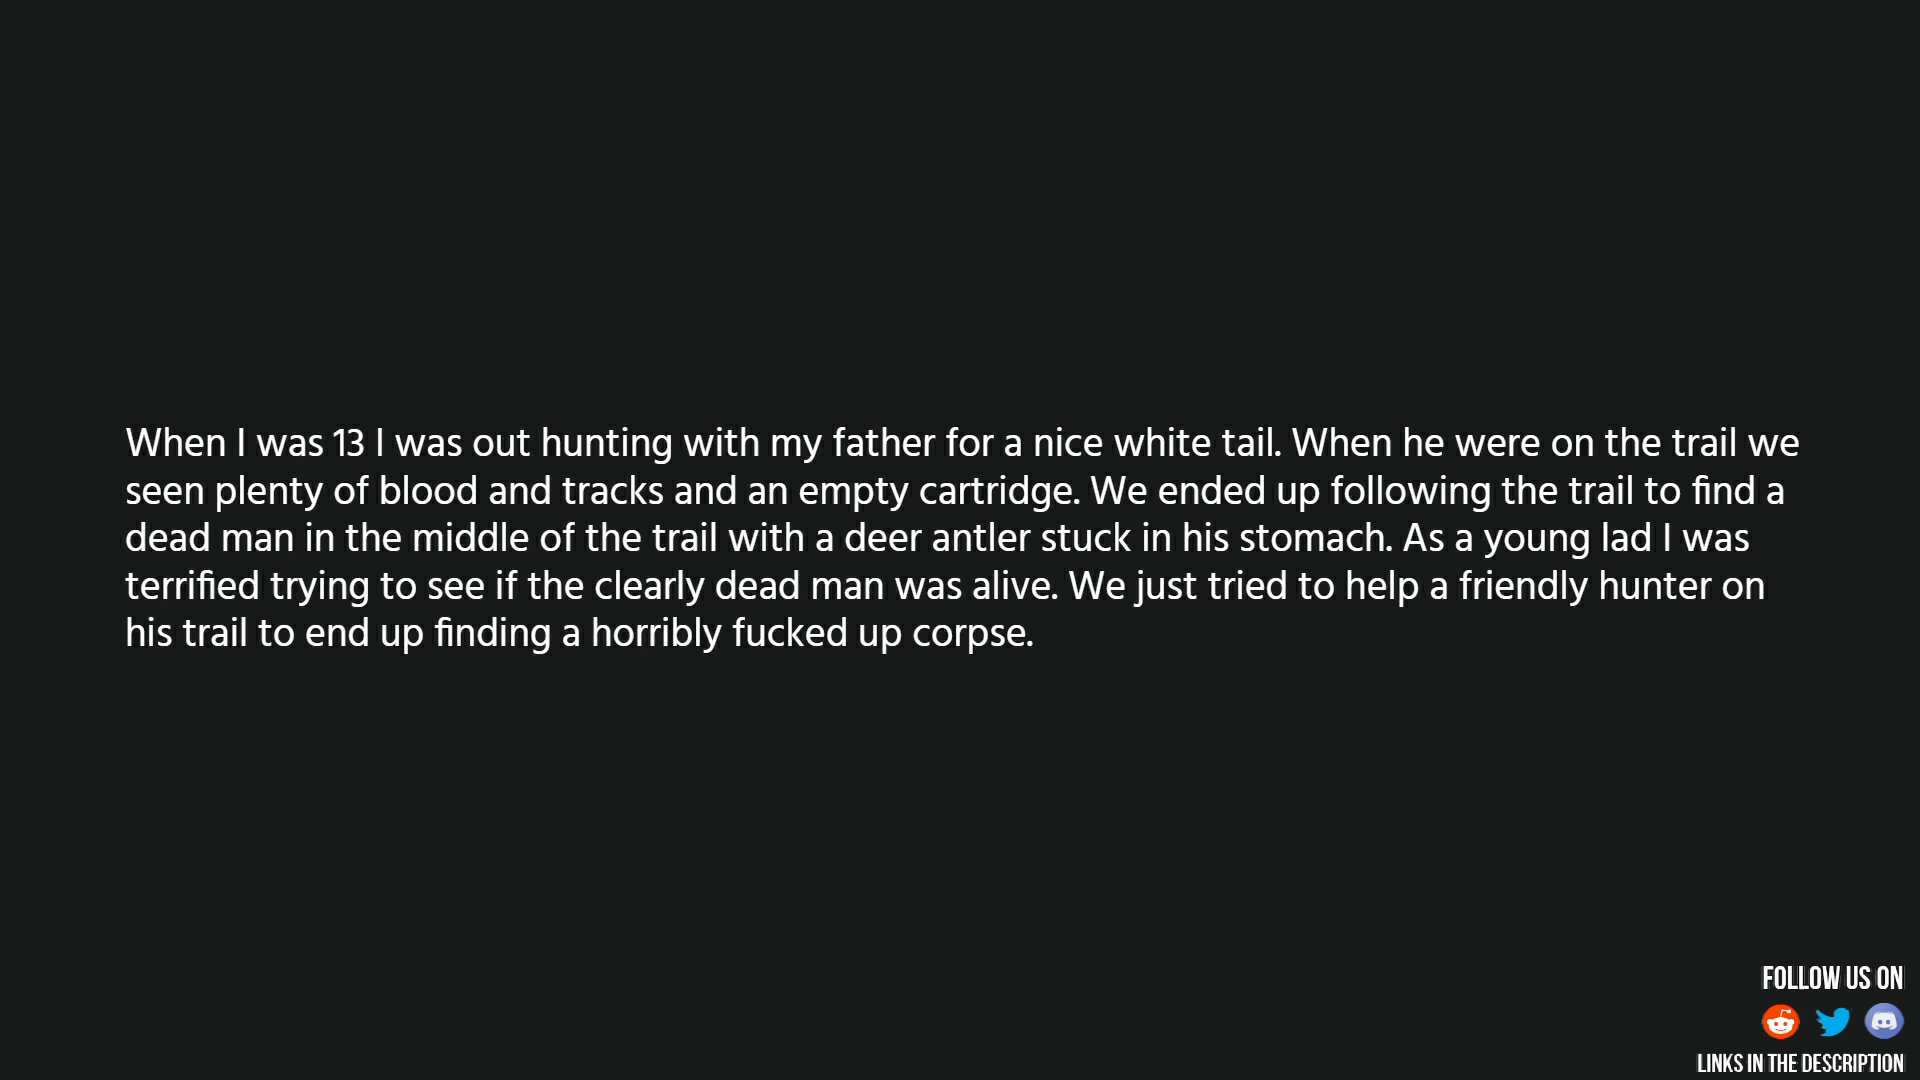 When I was 13 I was out hunting with my father for a nice white tail. When he were on the trail we
seen plenty of blood and tracks and an empty cartridge. We ended up following the trail to find a
dead man in the middle of the trail with a deer antler stuck in his stomach. As a young lad I was
terrified trying to see if the clearly dead man was alive. We just tried to help a friendly hunter on
his trail to end up finding a horribly fucked up corpse.
FOLLOW US ON
LINKS IN THE DESCRIPTION